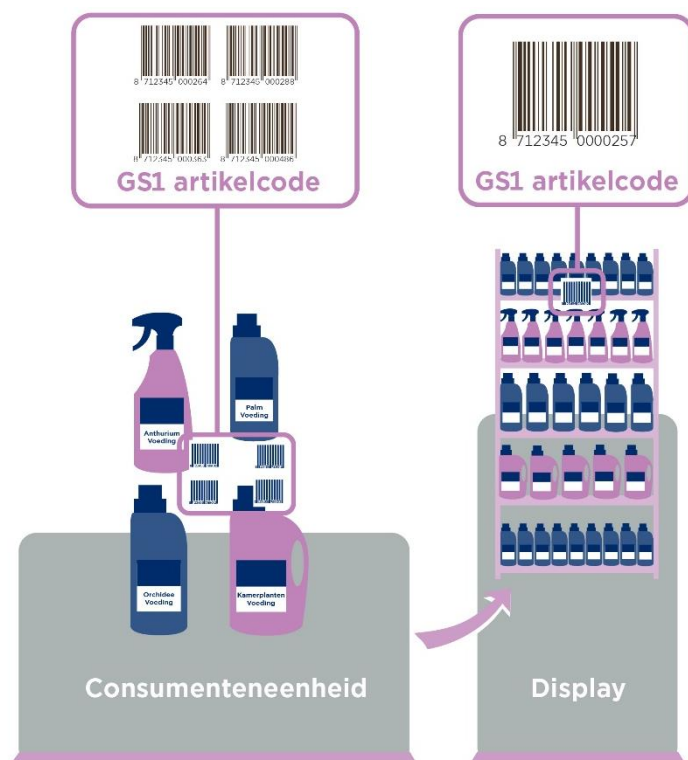 8 712345 000264
8 712345 000288
8 712345 000363
8 712345 000486
GS1 artikelcode
8 712345 0000257
GS1 artikelcode
Palm
Voeding
Anthurium
Voeding
Orchidee
Voeding
Kamerplanten
Voeding
Consumenteneenheid
Display